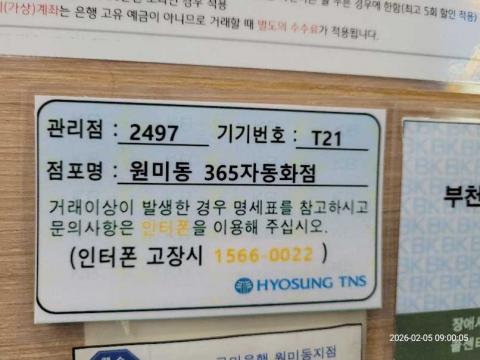 (가상)계좌는 은행 고유 예금이 아니므로 거래할 때 별도의 수수료가 적용됩니다.
관리점 : 2497 기기번호 : T21
점포명 : 원미동 365자동화점
거래이상이 발생한 경우 명세표를 참고하시고
문의사항은 인터폰을 이용해 주십시오.
(인터폰 고장시 1566-0022 )
HYOSUNG TNS
부천
원미동지점
2026-02-05 09:00:05